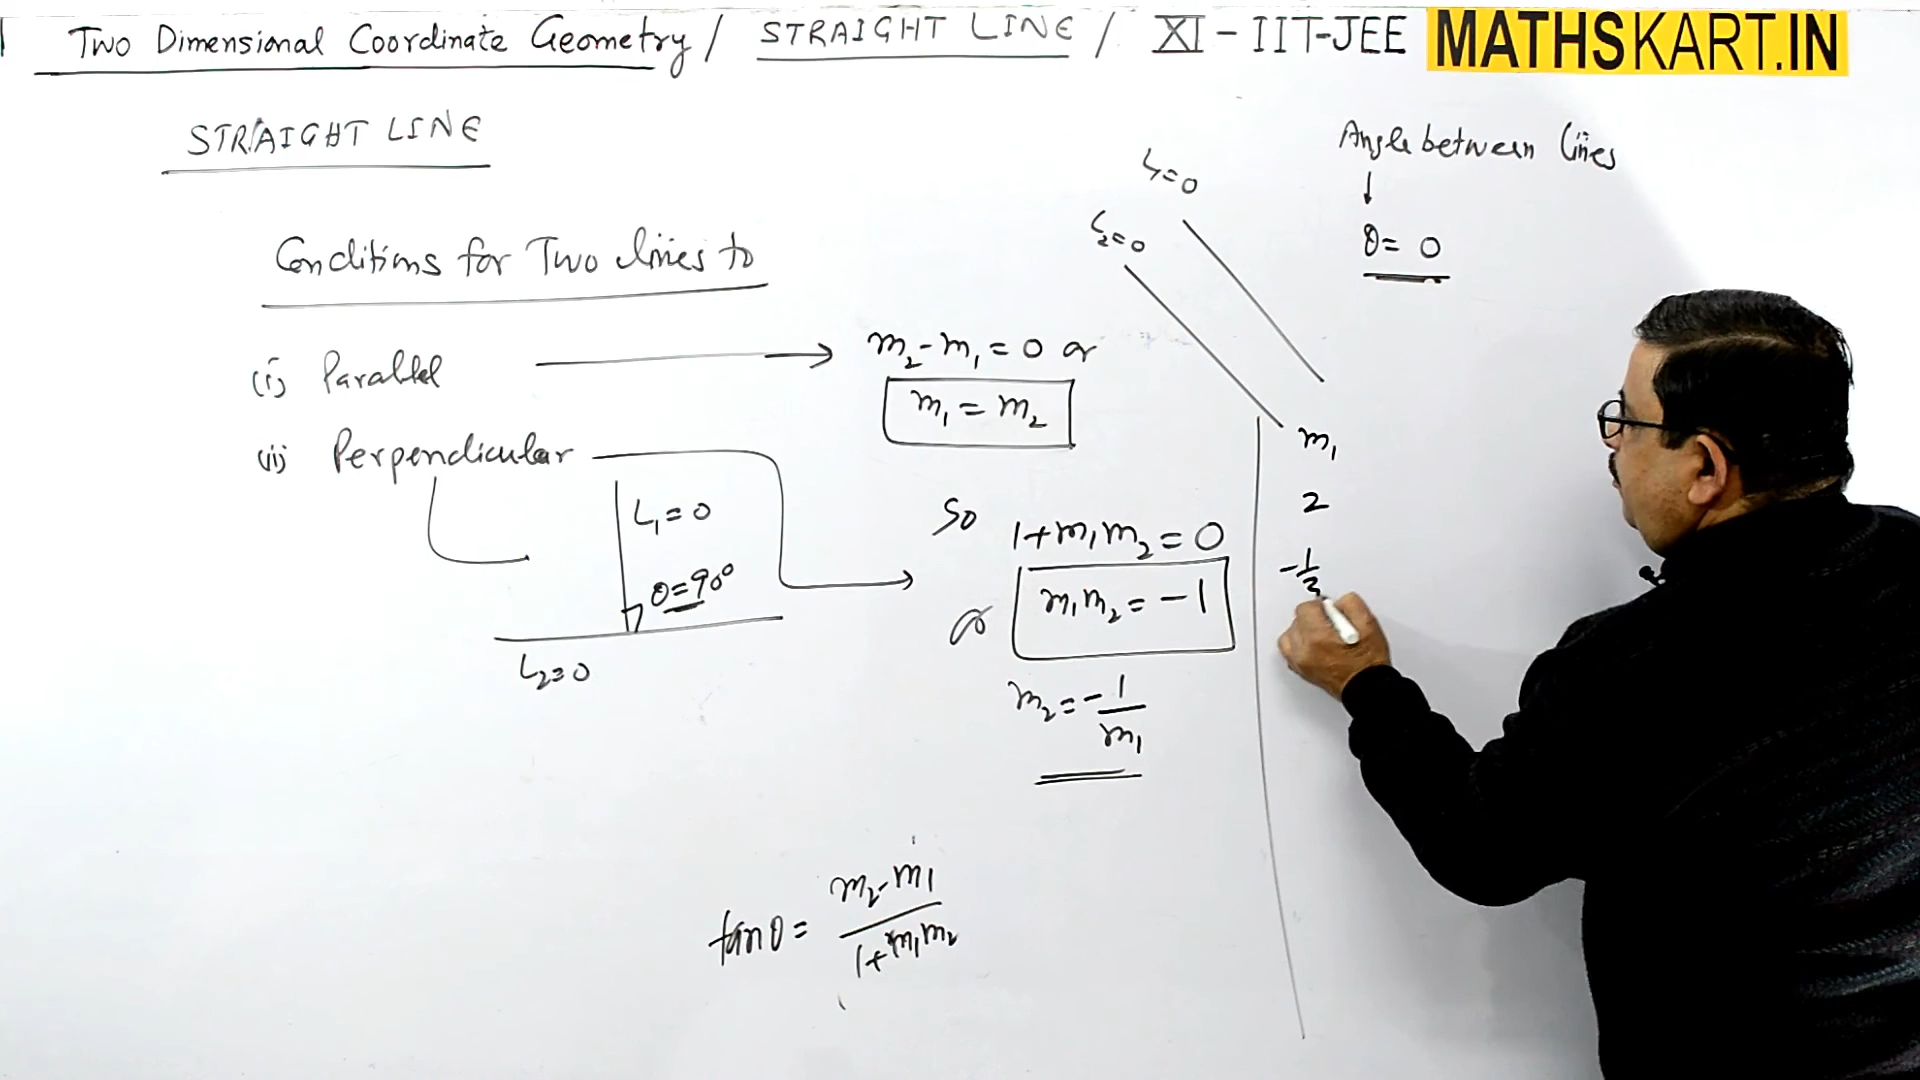 Two Dimensional Coordinate Geometry / STRAIGHT LINE / XI - IIT-JEE MATHSKART.IN
STRAIGHT LINE
Conditions for Two lines to
(i) Parallel
m₂-m₁ = 0 or
m₁ = m₂
(ii) Perpendicular
L₁ = 0
θ = 90°
L₂ = 0
So
1+m₁m₂ = 0
or
m₁m₂ = -1
m₂ = -1/m₁
tanθ = (m₂-m₁)/(1+m₁m₂)
L₁ = 0
L₂ = 0
Angle between lines
↓
θ = 0
m₁
2
-1/3